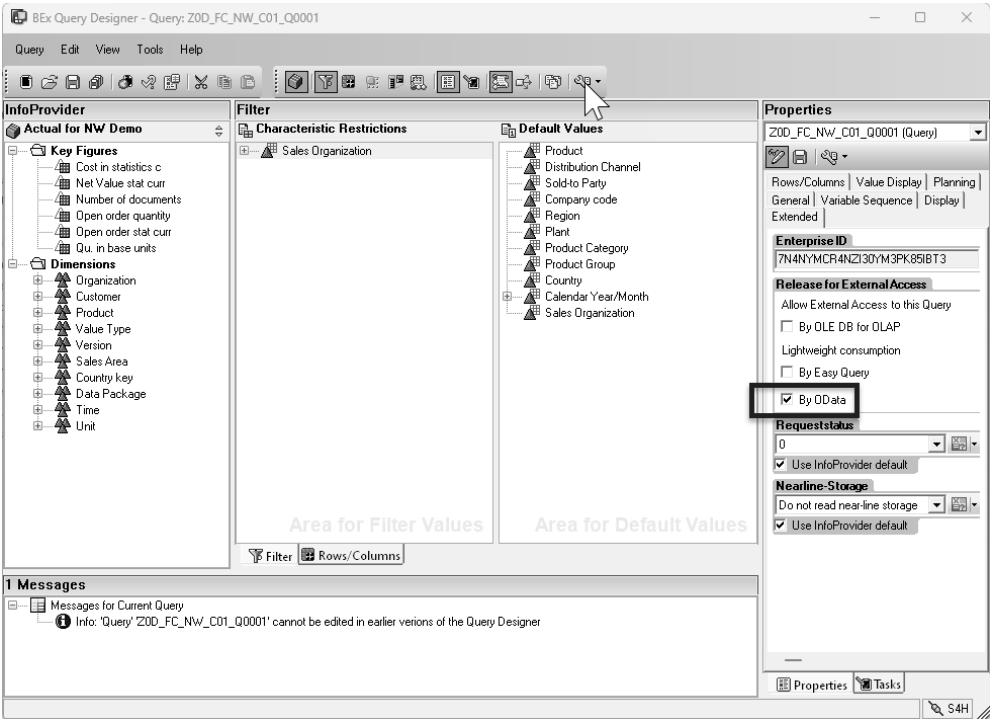 BEx Query Designer - Query: Z0D_FC_NW_C01_Q0001
Query Edit View Tools Help
InfoProvider
Actual for NW Demo
Key Figures
Cost in statistics c
Net Value stat curr
Number of documents
Open order quantity
Open order stat curr
Qu. in base units
Dimensions
Organization
Customer
Product
Value Type
Version
Sales Area
Country key
Data Package
Time
Unit
Filter
Characteristic Restrictions
Sales Organization
Area for Filter Values
Default Values
Product
Distribution Channel
Sold-to Party
Company code
Region
Plant
Product Category
Product Group
Country
Calendar Year/Month
Sales Organization
Area for Default Values
Filter Rows/Columns
Properties
Z0D_FC_NW_C01_Q0001 (Query)
Rows/Columns Value Display Planning
General Variable Sequence Display
Extended
Enterprise ID
7N4NYMCR4NZI30YM3PK85IBT3
Release for External Access
Allow External Access to this Query
By OLE DB for OLAP
Lightweight consumption
By Easy Query
By OData
Requeststatus
0
Use InfoProvider default
Nearline-Storage
Do not read near-line storage
Use InfoProvider default
Properties Tasks
1 Messages
Messages for Current Query
Info: 'Query' 'Z0D_FC_NW_C01_Q0001' cannot be edited in earlier verions of the Query Designer
S4H